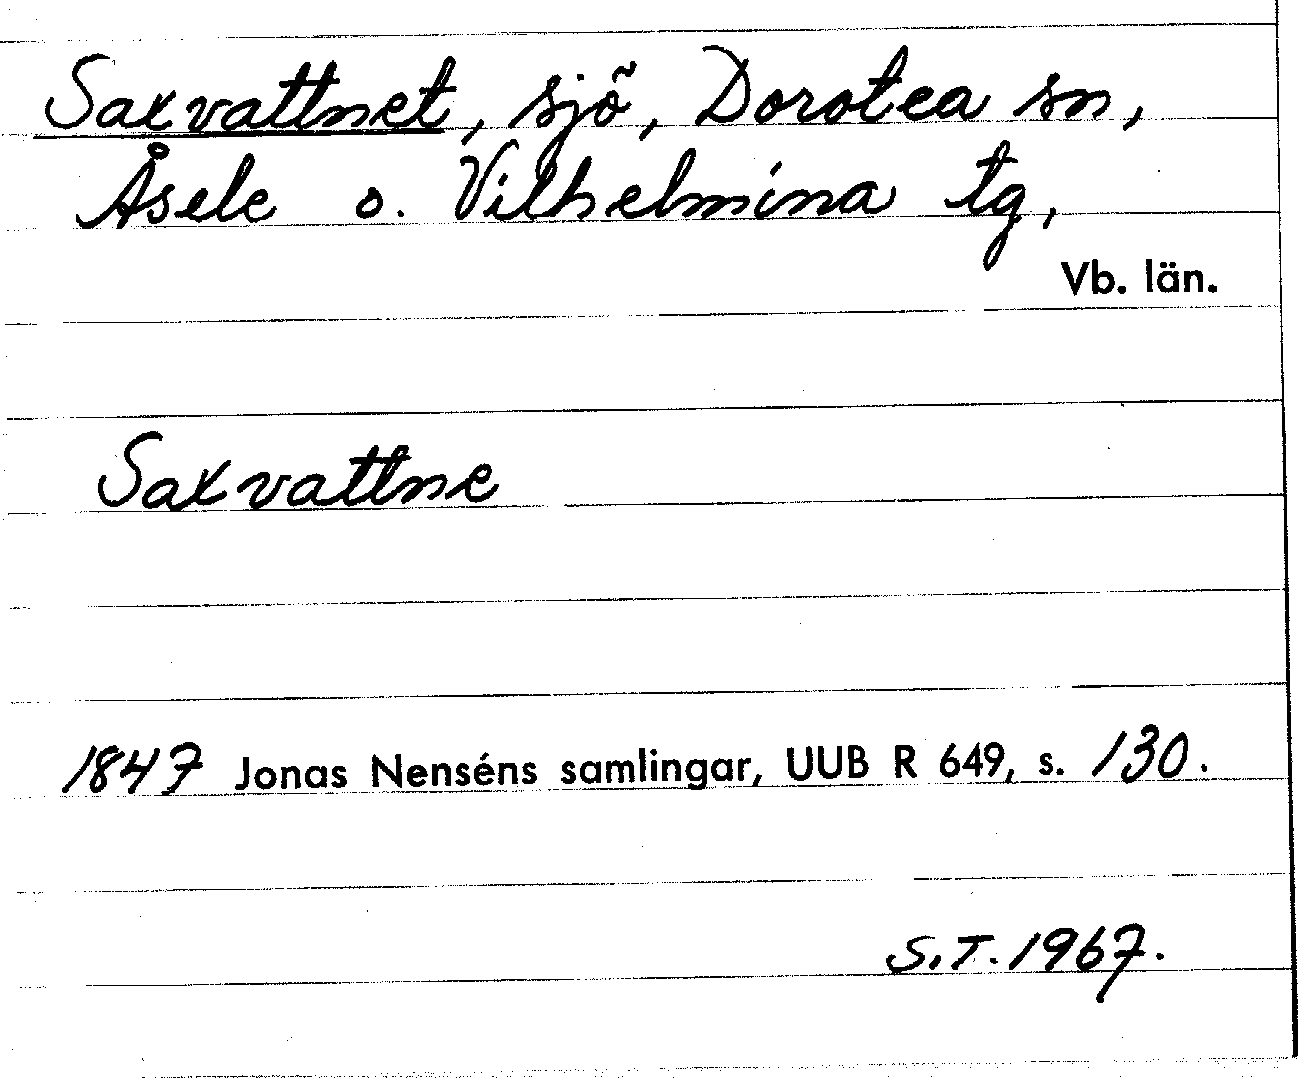 Saxvattnet, sjö, Dorotea sn,
Åsele o. Vilhelmina tg,
Vb. län.
Saxvattne
1847 Jonas Nenséns samlingar, UUB R 649, s. 130.
S.T. 1967.